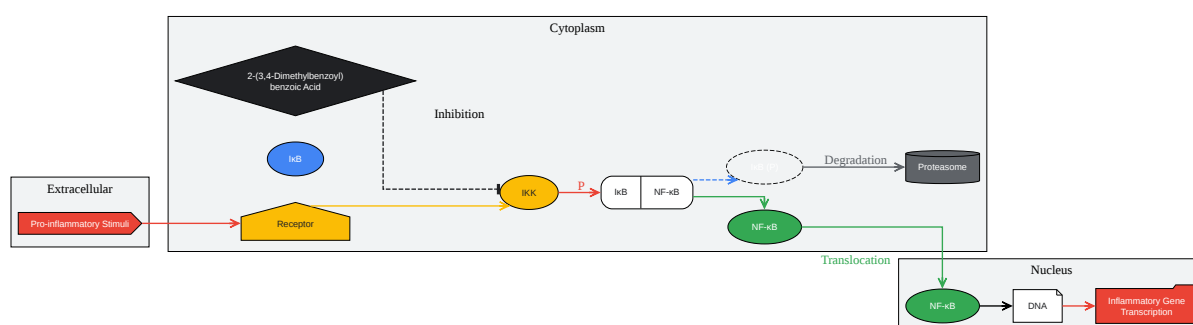 Cytoplasm
2-(3,4-Dimethylbenzoyl)
benzoic Acid
Inhibition
IκB
Degradation
Proteasome
Extracellular
IKK
P
IκB
NF-κB
Pro-inflammatory Stimuli
Receptor
NF-κB
Translocation
Nucleus
NF-κB
DNA
Inflammatory Gene
Transcription